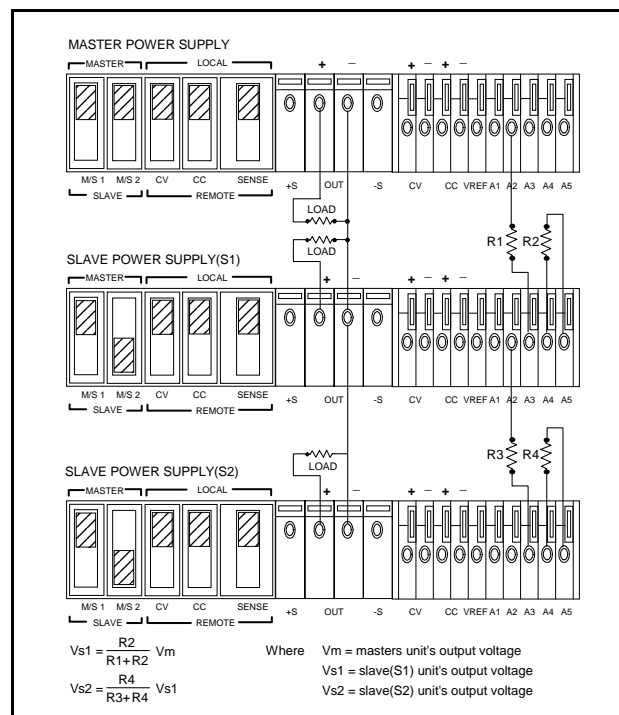 MASTER POWER SUPPLY
MASTER LOCAL + – + – + –
M/S 1 M/S 2 CV CC SENSE +S OUT -S CV CC VREF A1 A2 A3 A4 A5
SLAVE REMOTE
LOAD
R1 R2
LOAD
SLAVE POWER SUPPLY(S1)
MASTER LOCAL + – + – + –
M/S 1 M/S 2 CV CC SENSE +S OUT -S CV CC VREF A1 A2 A3 A4 A5
SLAVE REMOTE
R3 R4
LOAD
SLAVE POWER SUPPLY(S2)
MASTER LOCAL + – + – + –
M/S 1 M/S 2 CV CC SENSE +S OUT -S CV CC VREF A1 A2 A3 A4 A5
SLAVE REMOTE
Vs1 = R2 / R1+R2 Vm
Vs2 = R4 / R3+R4 Vs1
Where Vm = masters unit's output voltage
Vs1 = slave(S1) unit's output voltage
Vs2 = slave(S2) unit's output voltage